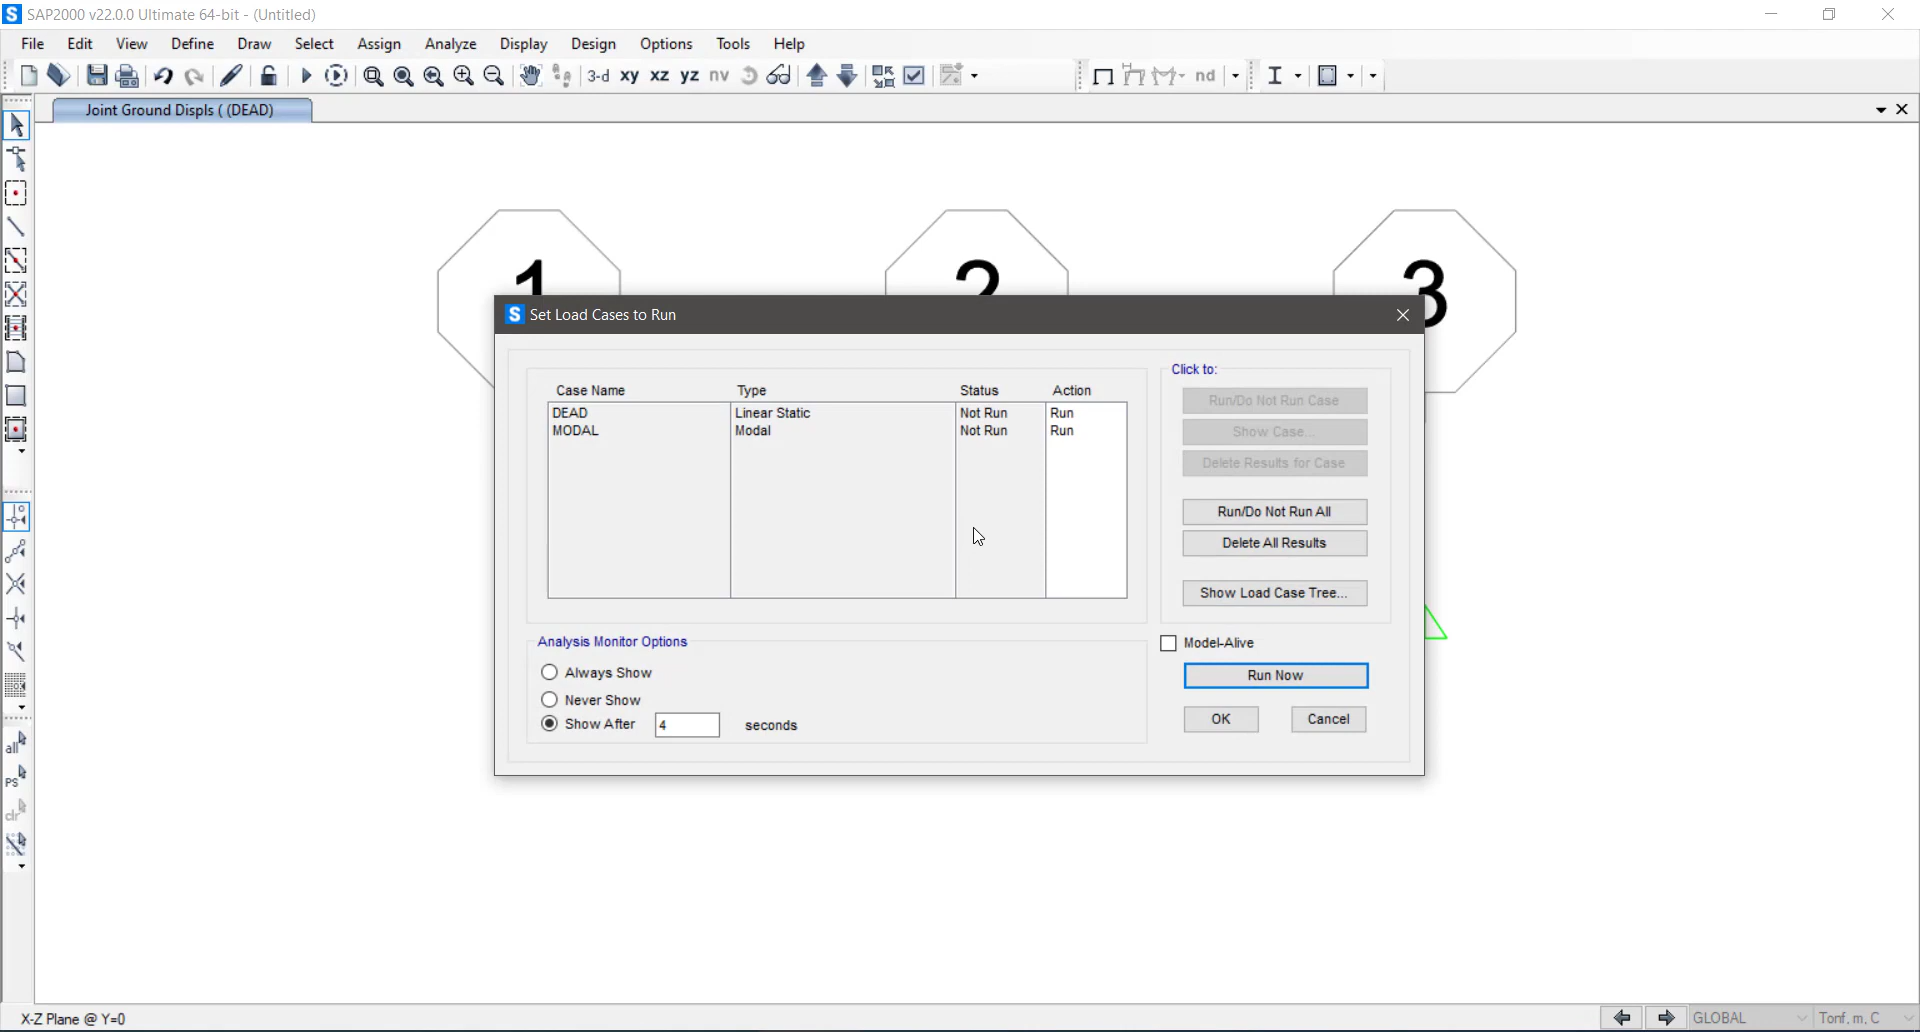 SAP2000 v22.0.0 Ultimate 64-bit - (Untitled)
File Edit View Define Draw Select Assign Analyze Display Design Options Tools Help
3-d xy xz yz nv nd
Joint Ground Displs ( (DEAD)
1 2 3
Set Load Cases to Run
Case Name Type Status Action
DEAD Linear Static Not Run Run
MODAL Modal Not Run Run
Click to:
Run/Do Not Run Case
Show Case...
Delete Results for Case
Run/Do Not Run All
Delete All Results
Show Load Case Tree...
Analysis Monitor Options
Always Show
Never Show
Show After 4 seconds
Model-Alive
Run Now
OK Cancel
all
PS
clr
X-Z Plane @ Y=0
GLOBAL
Tonf, m, C